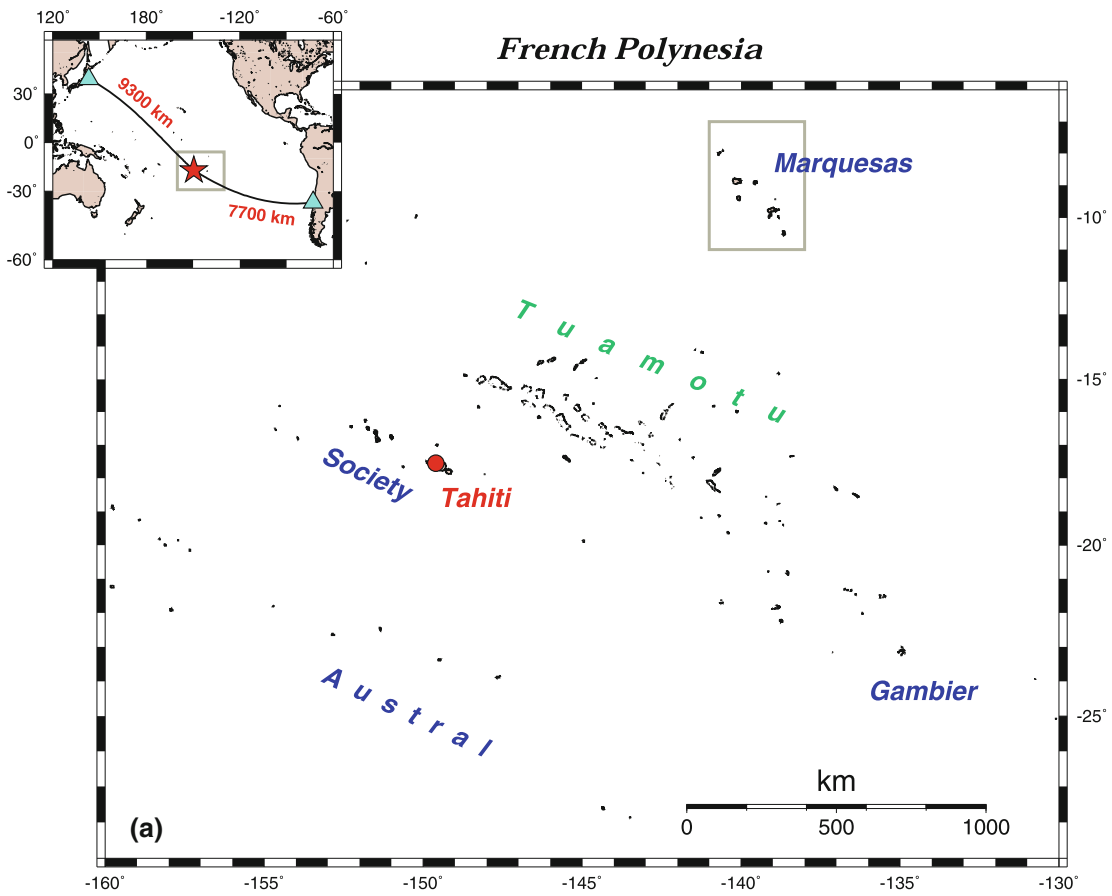 French Polynesia
120° 180° -120° -60°
30°
0°
-30°
-60°
9300 km
7700 km
Marquesas
-10°
Tuamotu
-15°
Society
Tahiti
-20°
Gambier
Austral
-25°
km
0 500 1000
(a)
-160° -155° -150° -145° -140° -135° -130°